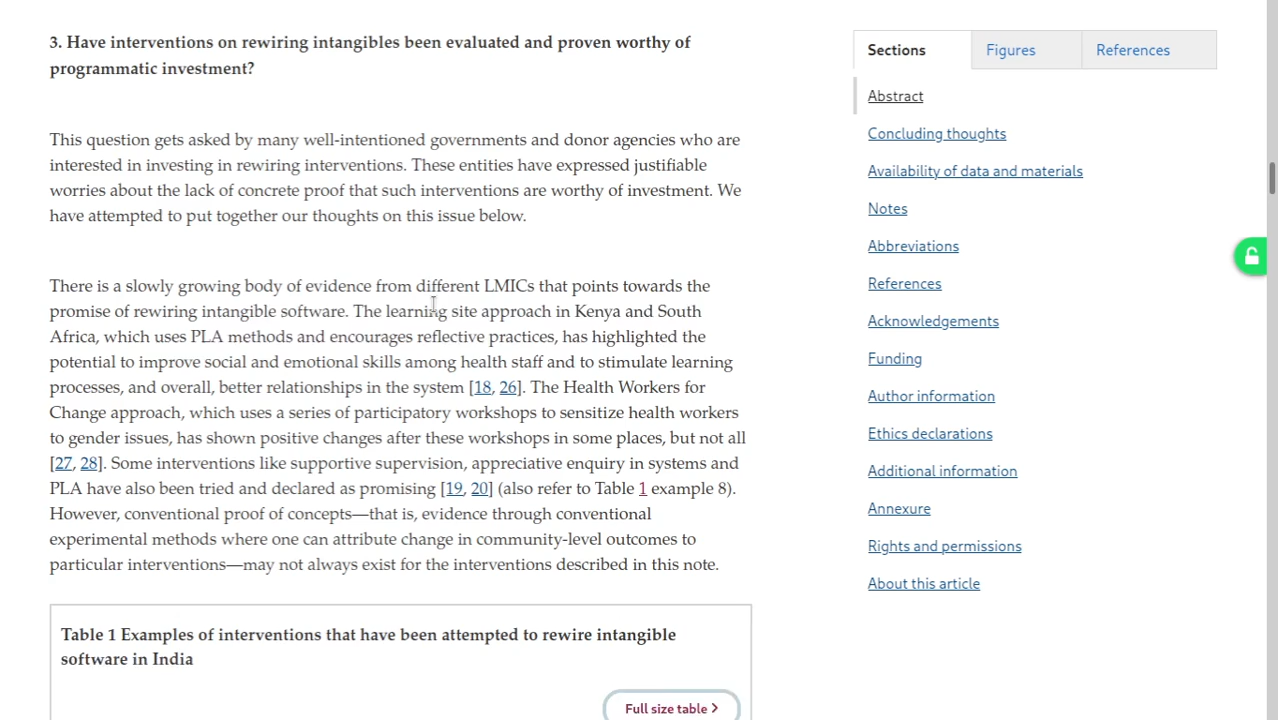 3. Have interventions on rewiring intangibles been evaluated and proven worthy of
programmatic investment?
This question gets asked by many well-intentioned governments and donor agencies who are
interested in investing in rewiring interventions. These entities have expressed justifiable
worries about the lack of concrete proof that such interventions are worthy of investment. We
have attempted to put together our thoughts on this issue below.
There is a slowly growing body of evidence from different LMICs that points towards the
promise of rewiring intangible software. The learning site approach in Kenya and South
Africa, which uses PLA methods and encourages reflective practices, has highlighted the
potential to improve social and emotional skills among health staff and to stimulate learning
processes, and overall, better relationships in the system [18, 26]. The Health Workers for
Change approach, which uses a series of participatory workshops to sensitize health workers
to gender issues, has shown positive changes after these workshops in some places, but not all
[27, 28]. Some interventions like supportive supervision, appreciative enquiry in systems and
PLA have also been tried and declared as promising [19, 20] (also refer to Table 1 example 8).
However, conventional proof of concepts—that is, evidence through conventional
experimental methods where one can attribute change in community-level outcomes to
particular interventions—may not always exist for the interventions described in this note.
Table 1 Examples of interventions that have been attempted to rewire intangible
software in India
Full size table
Sections
Figures
References
Abstract
Concluding thoughts
Availability of data and materials
Notes
Abbreviations
References
Acknowledgements
Funding
Author information
Ethics declarations
Additional information
Annexure
Rights and permissions
About this article